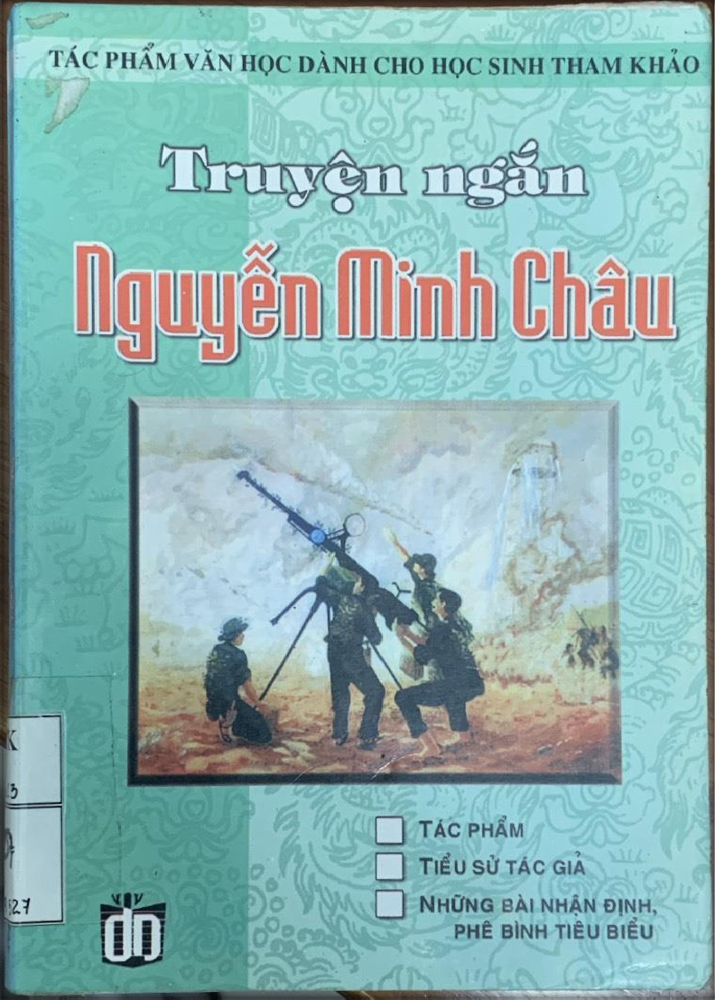 TÁC PHẨM VĂN HỌC DÀNH CHO HỌC SINH THAM KHẢO
Truyện ngắn
Nguyễn Minh Châu
TÁC PHẨM
TIỂU SỬ TÁC GIẢ
NHỮNG BÀI NHẬN ĐỊNH,
PHÊ BÌNH TIÊU BIỂU
K
ĐN